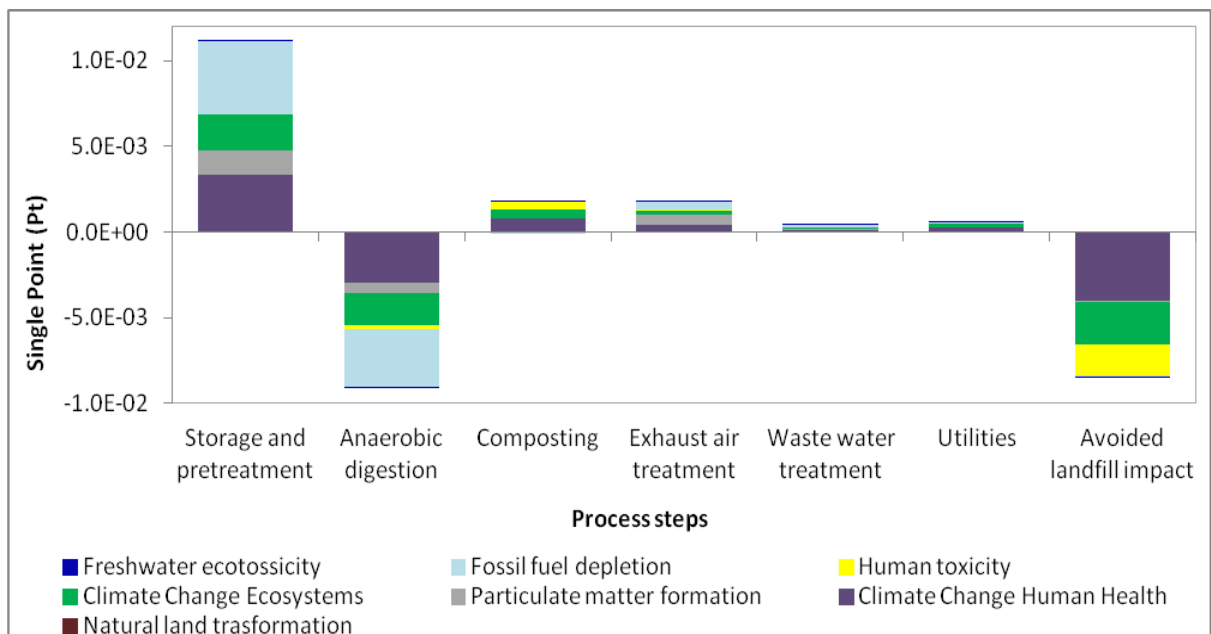 1.0E-02
5.0E-03
0.0E+00
-5.0E-03
-1.0E-02
Single Point (Pt)
Storage and
pretreatment
Anaerobic
digestion
Composting
Exhaust air
treatment
Waste water
treatment
Utilities
Avoided
landfill impact
Process steps
Freshwater ecotossicity
Fossil fuel depletion
Human toxicity
Climate Change Ecosystems
Particulate matter formation
Climate Change Human Health
Natural land trasformation